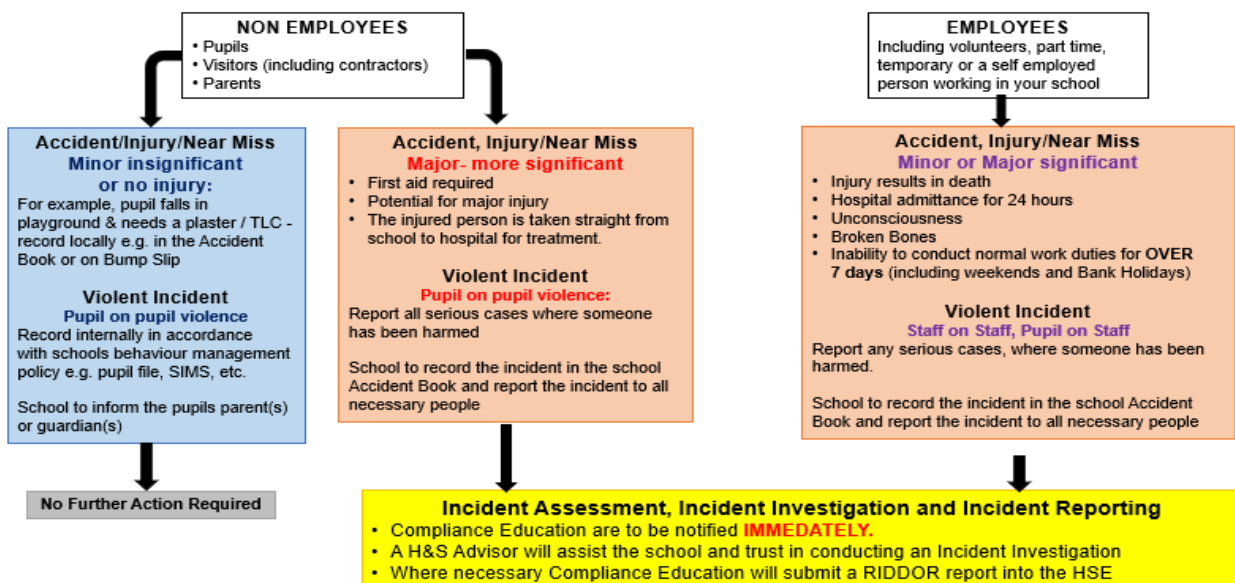 NON EMPLOYEES
• Pupils
• Visitors (including contractors)
• Parents
EMPLOYEES
Including volunteers, part time,
temporary or a self employed
person working in your school
Accident/Injury/Near Miss
Minor insignificant
or no injury:
For example, pupil falls in
playground & needs a plaster / TLC -
record locally e.g. in the Accident
Book or on Bump Slip
Violent Incident
Pupil on pupil violence
Record internally in accordance
with schools behaviour management
policy e.g. pupil file, SIMS, etc.
School to inform the pupils parent(s)
or guardian(s)
No Further Action Required
Accident, Injury/Near Miss
Major- more significant
• First aid required
• Potential for major injury
• The injured person is taken straight from
school to hospital for treatment.
Violent Incident
Pupil on pupil violence:
Report all serious cases where someone
has been harmed
School to record the incident in the school
Accident Book and report the incident to all
necessary people
Accident, Injury/Near Miss
Minor or Major significant
• Injury results in death
• Hospital admittance for 24 hours
• Unconsciousness
• Broken Bones
• Inability to conduct normal work duties for OVER
7 days (including weekends and Bank Holidays)
Violent Incident
Staff on Staff, Pupil on Staff
Report any serious cases, where someone has been
harmed.
School to record the incident in the school Accident
Book and report the incident to all necessary people
Incident Assessment, Incident Investigation and Incident Reporting
• Compliance Education are to be notified IMMEDATELY.
• A H&S Advisor will assist the school and trust in conducting an Incident Investigation
• Where necessary Compliance Education will submit a RIDDOR report into the HSE